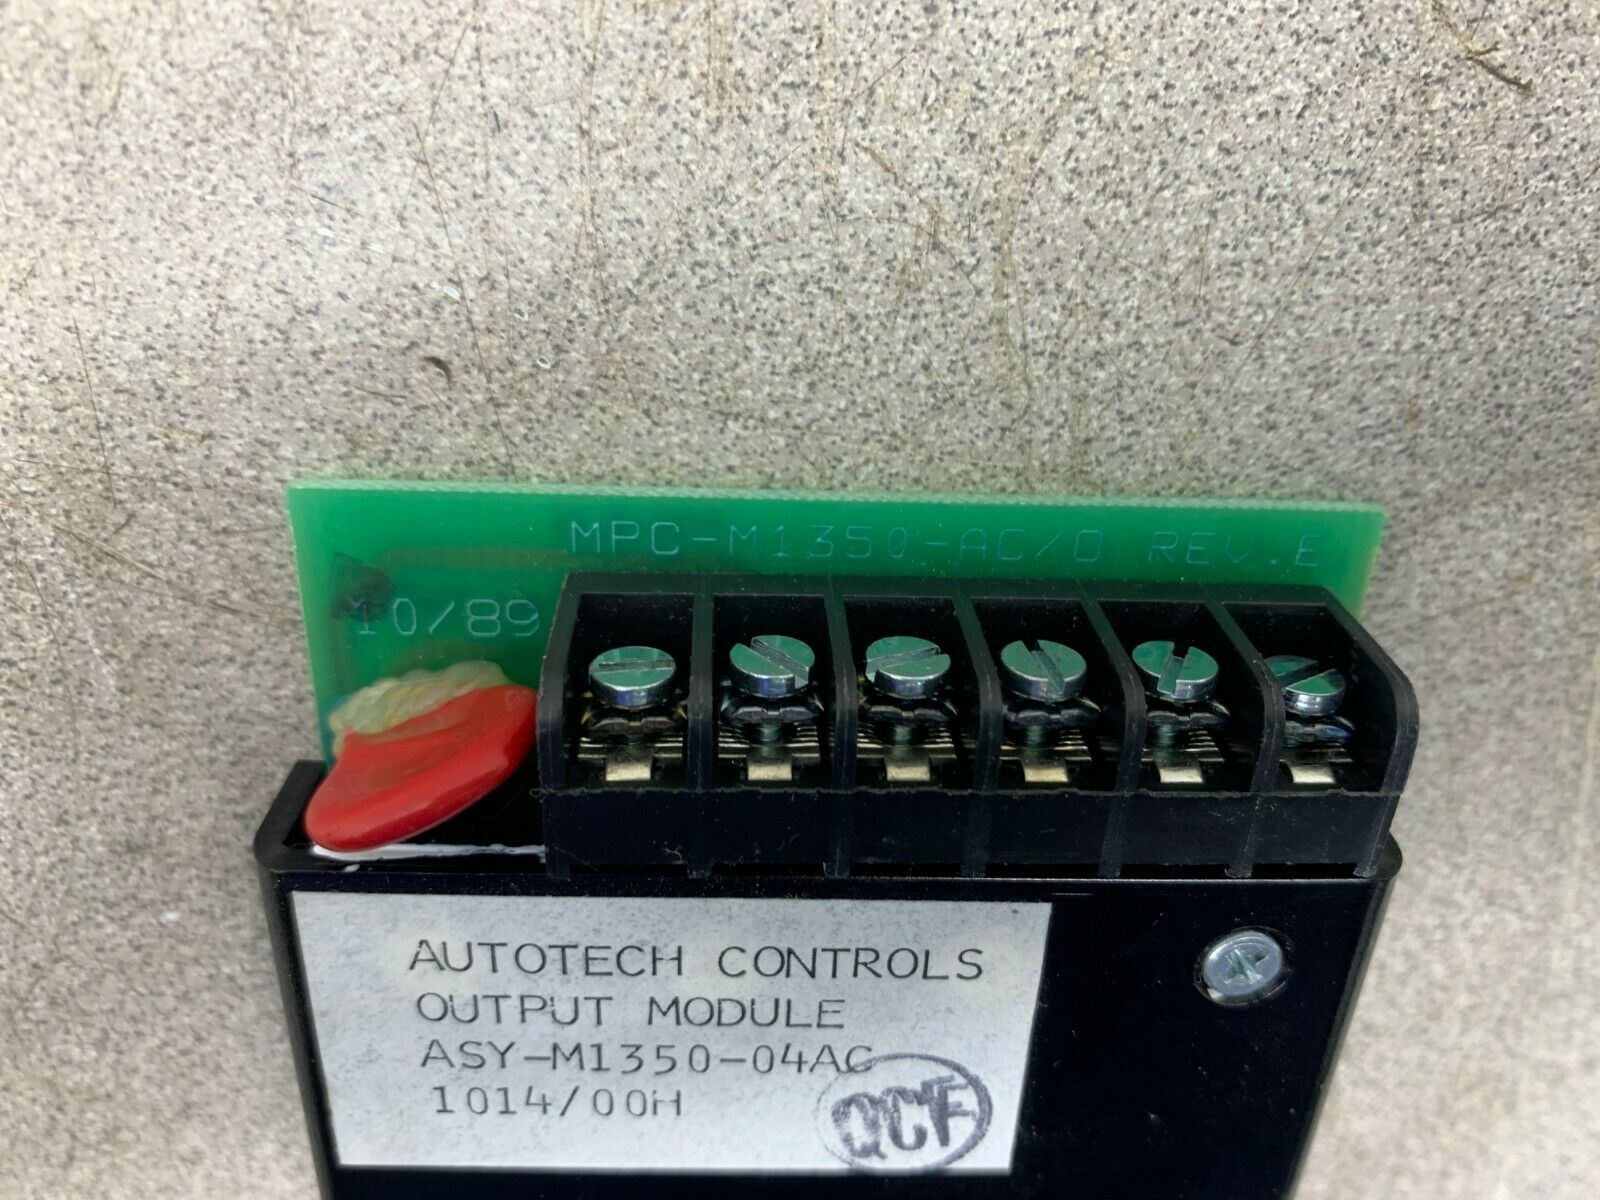 MPC-M1350-AC/O REV.E
10/89
AUTOTECH CONTROLS
OUTPUT MODULE
ASY-M1350-04AC
1014/00H
QCF